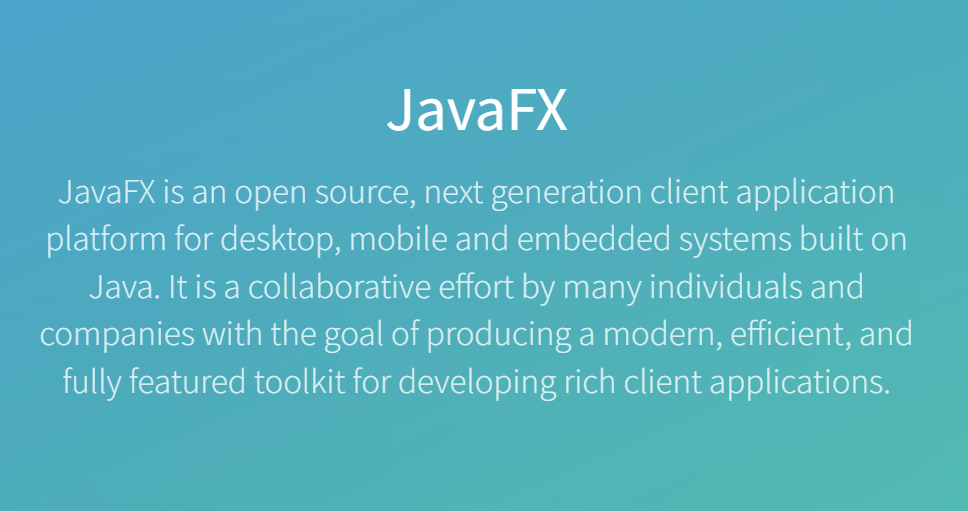 JavaFX
JavaFX is an open source, next generation client application
platform for desktop, mobile and embedded systems built on
Java. It is a collaborative effort by many individuals and
companies with the goal of producing a modern, efficient, and
fully featured toolkit for developing rich client applications.